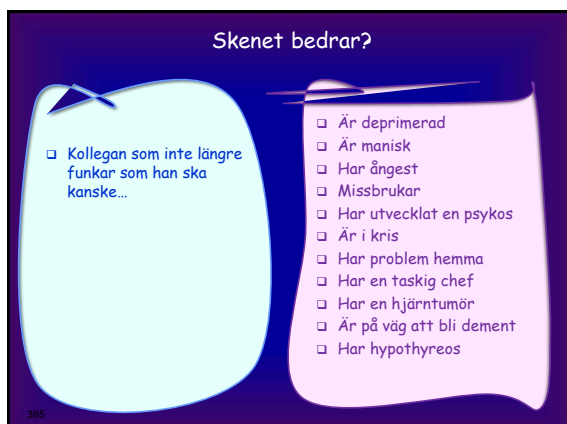 Skenet bedrar?
❑ Kollegan som inte längre
funkar som han ska
kanske…
❑ Är deprimerad
❑ Är manisk
❑ Har ångest
❑ Missbrukar
❑ Har utvecklat en psykos
❑ Är i kris
❑ Har problem hemma
❑ Har en taskig chef
❑ Har en hjärntumör
❑ Är på väg att bli dement
❑ Har hypothyreos
385